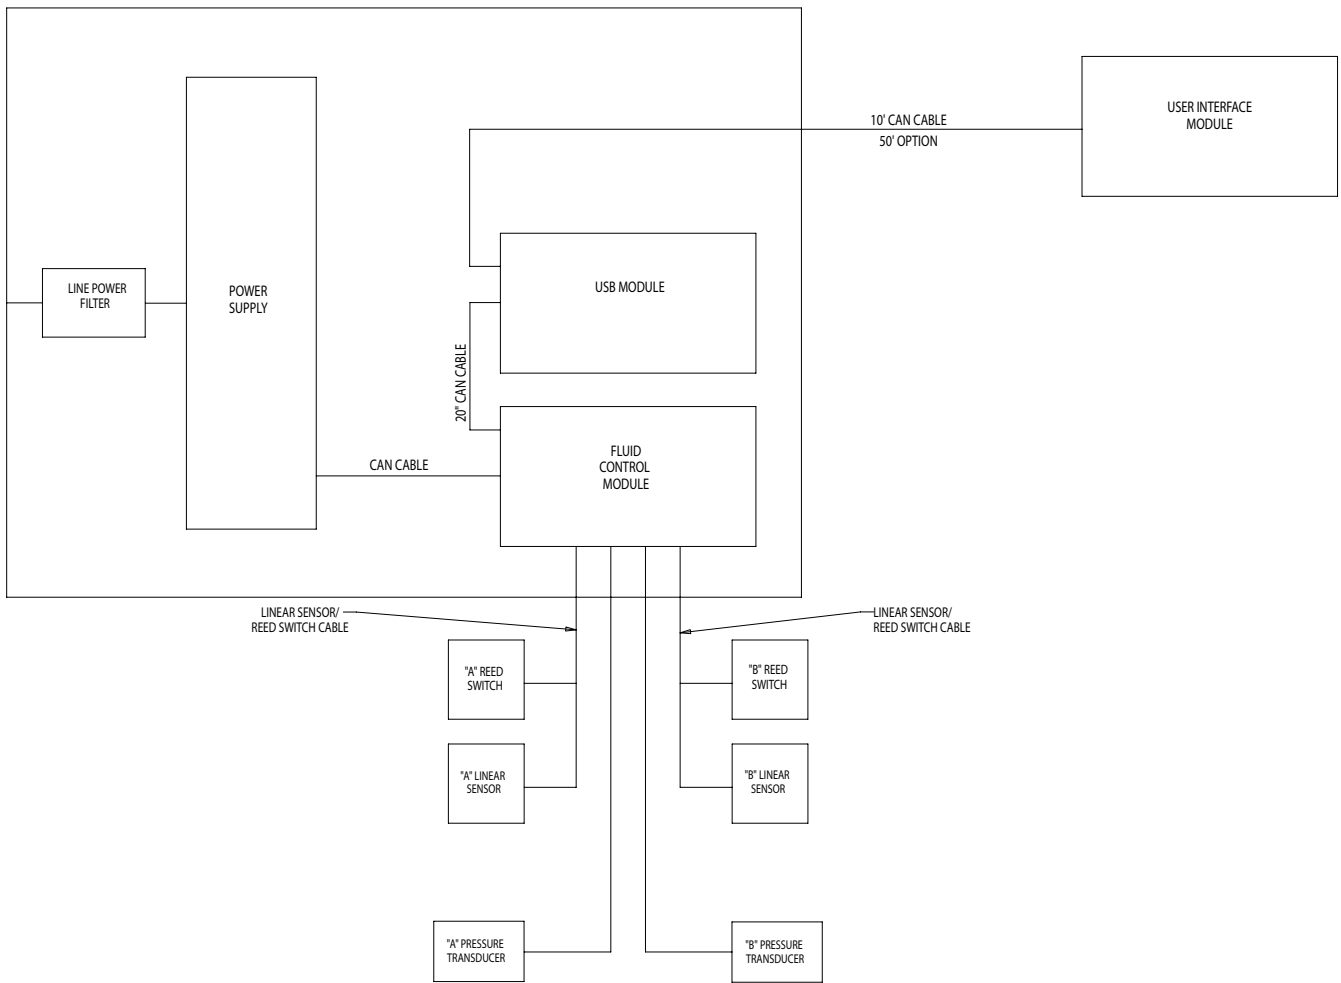 10' CAN CABLE
50' OPTION
USER INTERFACE
MODULE
LINE POWER
FILTER
POWER
SUPPLY
USB MODULE
20" CAN CABLE
CAN CABLE
FLUID
CONTROL
MODULE
LINEAR SENSOR/
REED SWITCH CABLE
LINEAR SENSOR/
REED SWITCH CABLE
"A" REED
SWITCH
"B" REED
SWITCH
"A" LINEAR
SENSOR
"B" LINEAR
SENSOR
"A" PRESSURE
TRANSDUCER
"B" PRESSURE
TRANSDUCER